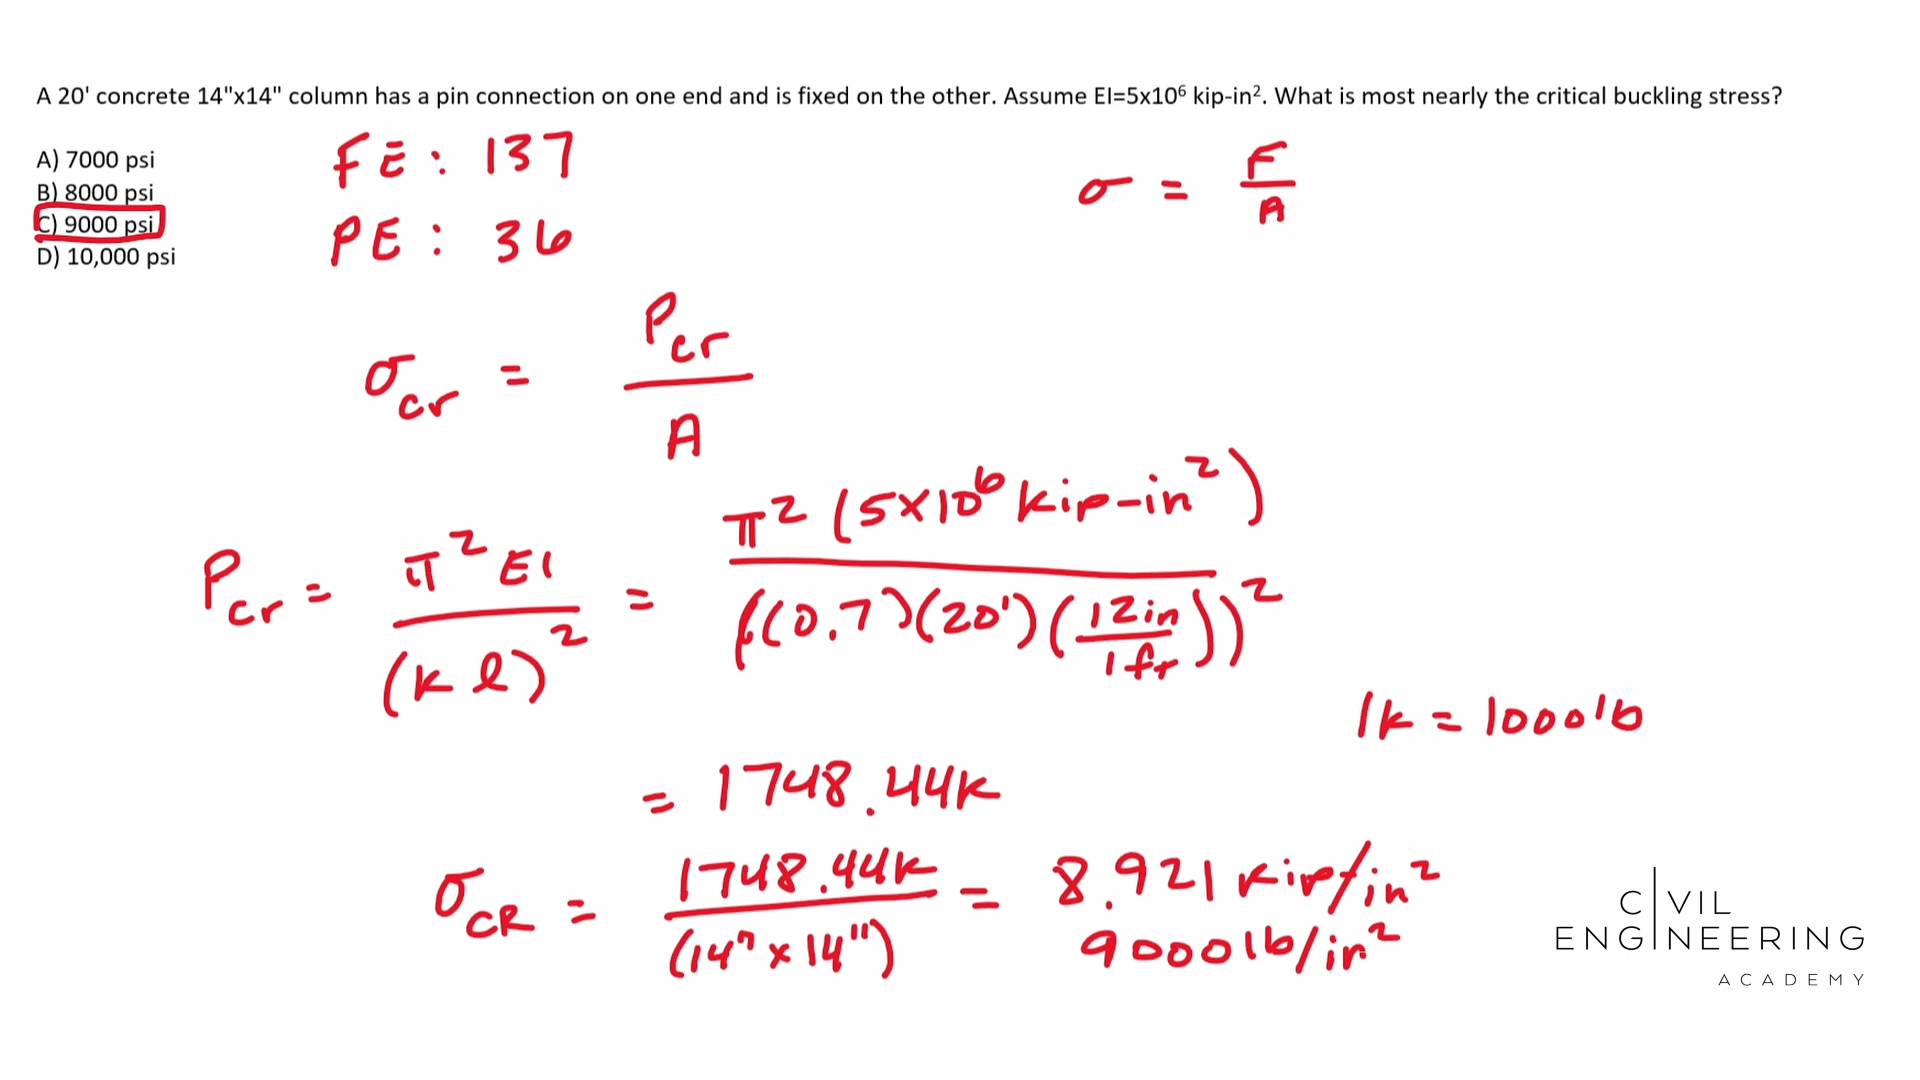 A 20' concrete 14"x14" column has a pin connection on one end and is fixed on the other. Assume EI=5x10⁶ kip-in². What is most nearly the critical buckling stress?
A) 7000 psi
B) 8000 psi
C) 9000 psi
D) 10,000 psi
FE: 137
PE: 36
σ = F/A
σcr = Pcr/A
Pcr = π²EI/(kl)² = π²(5x10⁶ kip-in²)/((0.7)(20')(12in/1ft))²
1k = 1000lb
= 1748.44k
σCR = 1748.44k/(14"x14") = 8.921 kip/in²
9000lb/in²
CIVIL
ENGINEERING
ACADEMY